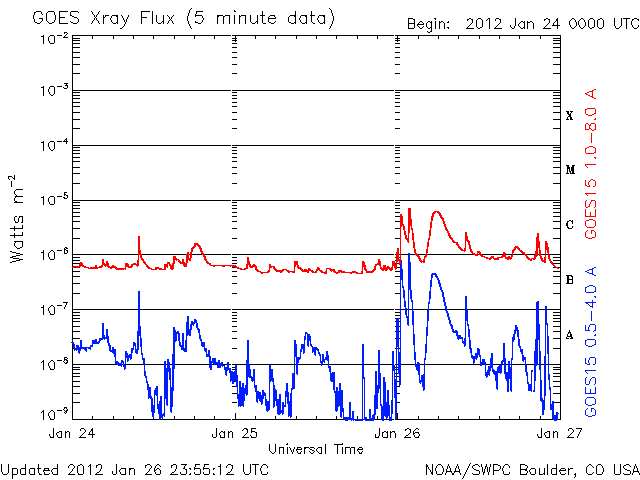 GOES Xray Flux (5 minute data)
Begin: 2012 Jan 24 0000 UTC
10⁻²
10⁻³
10⁻⁴
10⁻⁵
10⁻⁶
10⁻⁷
10⁻⁸
10⁻⁹
Watts m⁻²
X
M
C
B
A
GOES15 1.0-8.0 A
GOES15 0.5-4.0 A
Jan 24
Jan 25
Jan 26
Jan 27
Universal Time
Updated 2012 Jan 26 23:55:12 UTC
NOAA/SWPC Boulder, CO USA